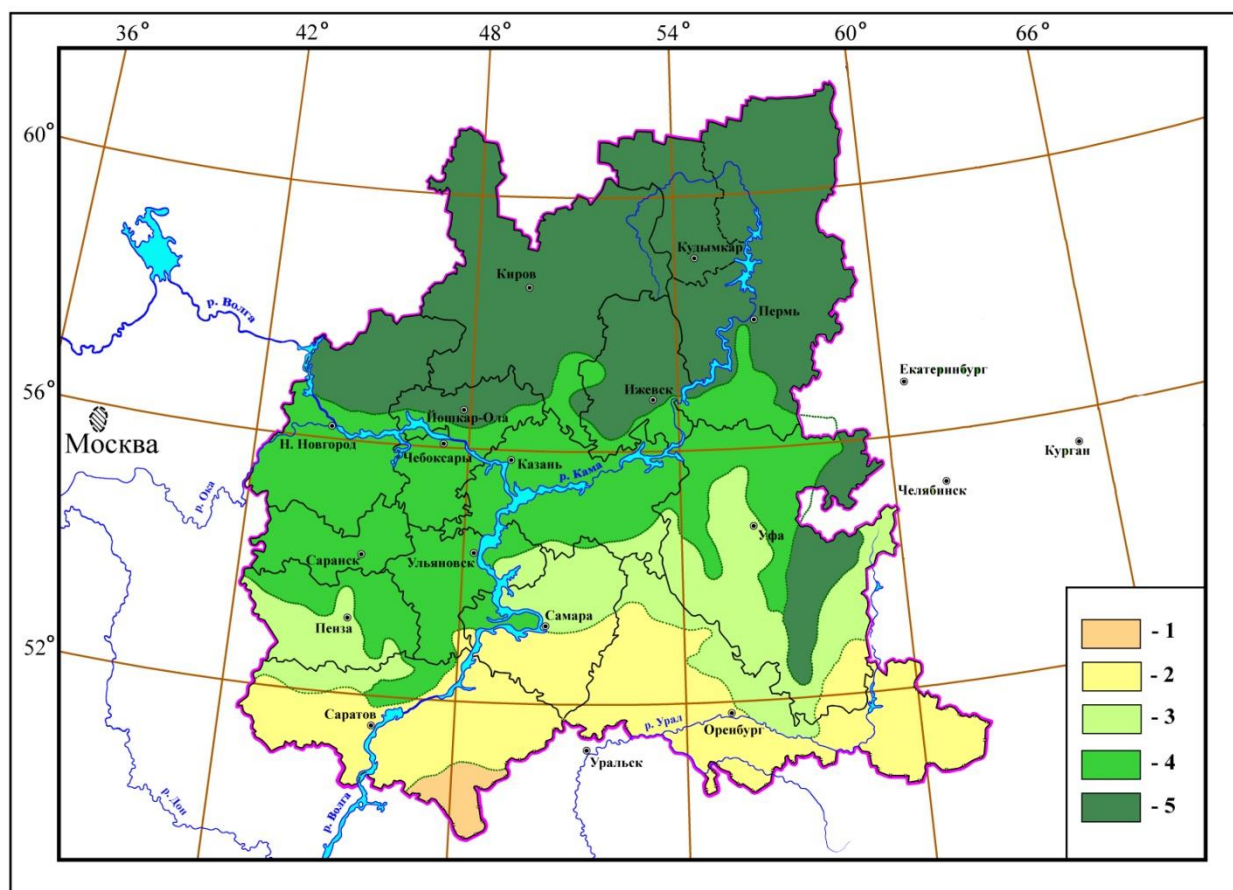 36°
42°
48°
54°
60°
66°
60°
56°
52°
р. Волга
Кудымкар
Киров
Пермь
Екатеринбург
Ижевск
Йошкар-Ола
Москва
Н. Новгород
Чебоксары
Казань
р. Кама
Курган
Челябинск
р. Ока
Уфа
Саранск
Ульяновск
Пенза
Самара
Саратов
р. Урал
Оренбург
Уральск
р. Дон
р. Волга
- 1
- 2
- 3
- 4
- 5